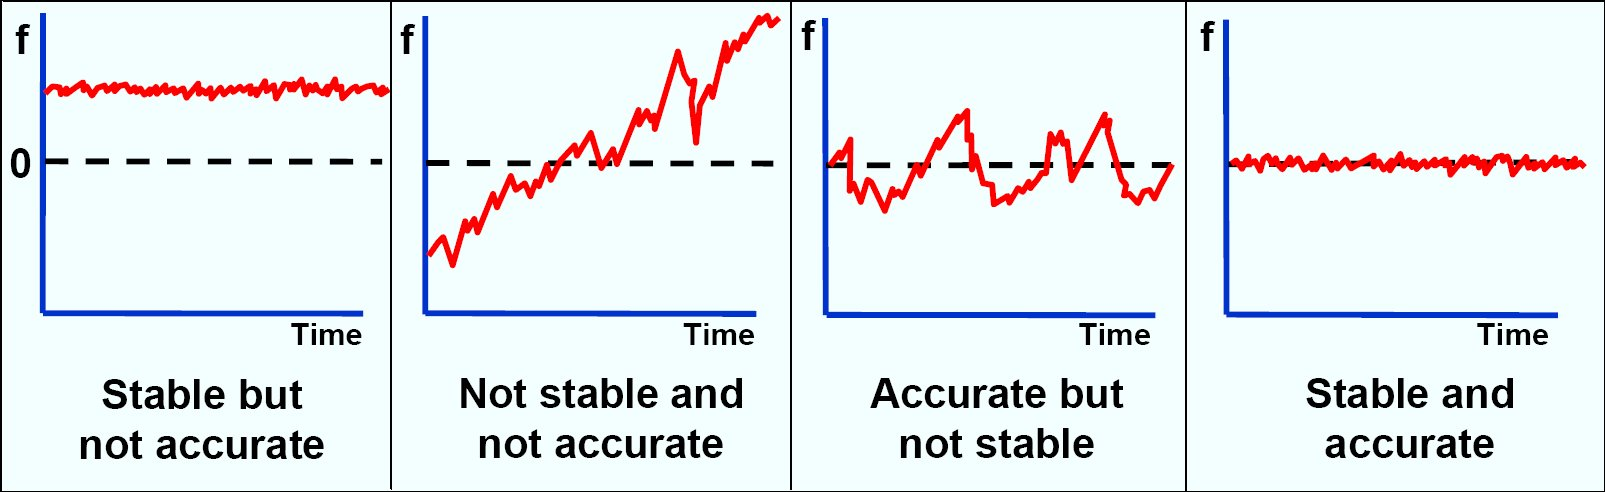 f
0
Time
Stable but
not accurate
f
Time
Not stable and
not accurate
f
Time
Accurate but
not stable
f
Time
Stable and
accurate